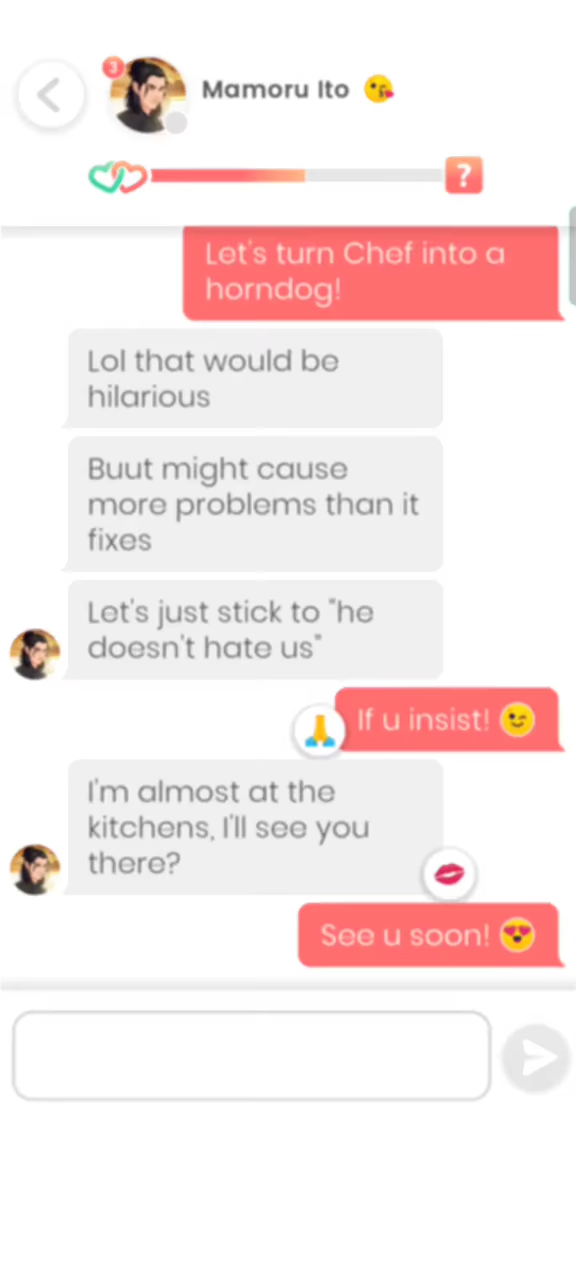 3
Mamoru Ito 😘
?
Let's turn Chef into a
horndog!
Lol that would be
hilarious
Buut might cause
more problems than it
fixes
Let's just stick to "he
doesn't hate us"
If u insist! 😉
🙏
I'm almost at the
kitchens, I'll see you
there?
💋
See u soon! 😍